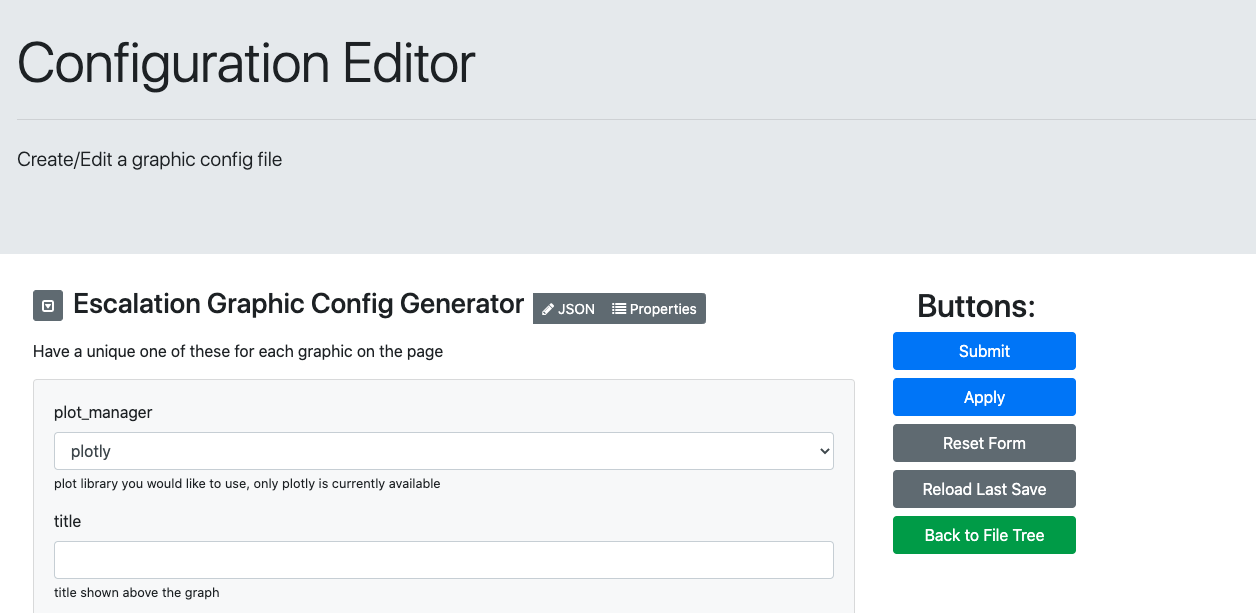 Configuration Editor
Create/Edit a graphic config file
Escalation Graphic Config Generator
JSON
Properties
Have a unique one of these for each graphic on the page
plot_manager
plotly
plot library you would like to use, only plotly is currently available
title
title shown above the graph
Buttons:
Submit
Apply
Reset Form
Reload Last Save
Back to File Tree